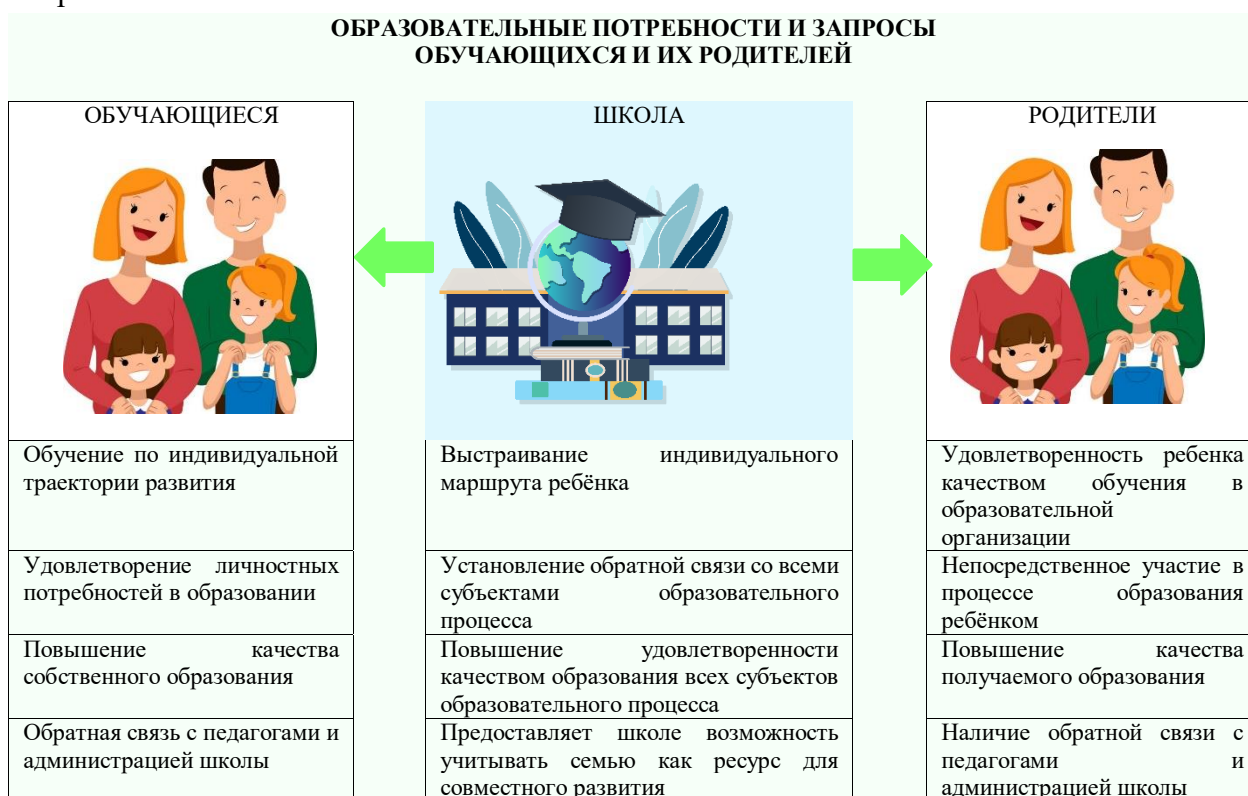 ОБРАЗОВАТЕЛЬНЫЕ ПОТРЕБНОСТИ И ЗАПРОСЫ
ОБУЧАЮЩИХСЯ И ИХ РОДИТЕЛЕЙ
ОБУЧАЮЩИЕСЯ
ШКОЛА
РОДИТЕЛИ
Обучение по индивидуальной
траектории развития
Выстраивание индивидуального
маршрута ребёнка
Удовлетворенность ребенка
качеством обучения в
образовательной
организации
Удовлетворение личностных
потребностей в образовании
Установление обратной связи со всеми
субъектами образовательного
процесса
Непосредственное участие в
процессе образования
ребёнком
Повышение качества
собственного образования
Повышение удовлетворенности
качеством образования всех субъектов
образовательного процесса
Повышение качества
получаемого образования
Обратная связь с педагогами и
администрацией школы
Предоставляет школе возможность
учитывать семью как ресурс для
совместного развития
Наличие обратной связи с
педагогами и
администрацией школы